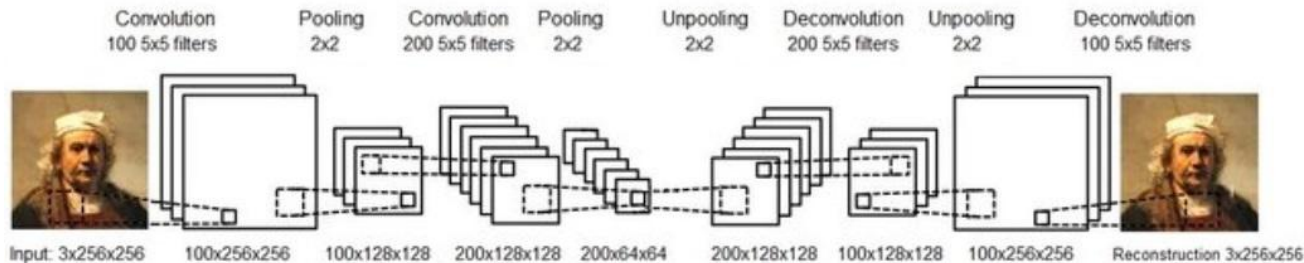 Convolution Pooling Convolution Pooling Unpooling Deconvolution Unpooling Deconvolution
100 5x5 filters 2x2 200 5x5 filters 2x2 2x2 200 5x5 filters 2x2 100 5x5 filters
Input: 3x256x256 100x256x256 100x128x128 200x128x128 200x64x64 200x128x128 100x128x128 100x256x256 Reconstruction 3x256x256